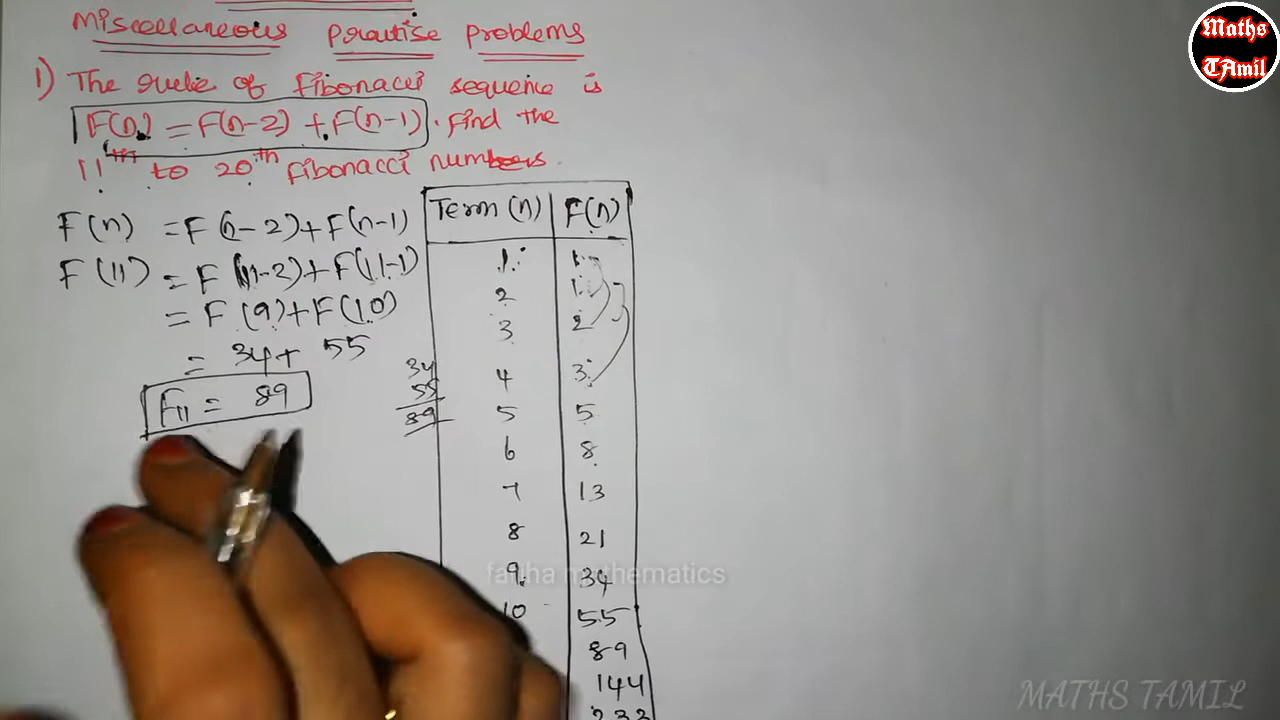 Miscellaneous Practise Problems
1) The rule of Fibonacci sequence is
F(n) = F(n-2) + F(n-1). Find the
11th to 20th Fibonacci numbers.
F(n) = F(n-2) + F(n-1)
F(11) = F(11-2) + F(11-1)
= F(9) + F(10)
= 34 + 55
F11 = 89
34
55
89
Term (n) F(n)
1 1
2 1
3 2
4 3
5 5
6 8
7 13
8 21
9 34
10 55
89
144
233
Maths
TAmil
fariha mathematics
MATHS TAMIL